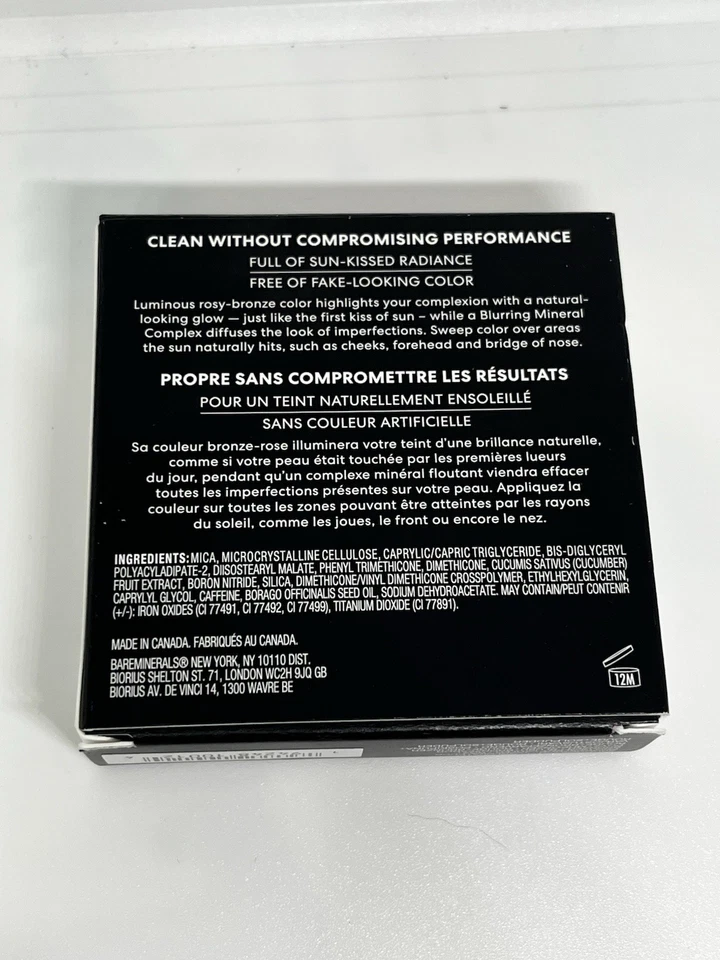 CLEAN WITHOUT COMPROMISING PERFORMANCE
FULL OF SUN-KISSED RADIANCE
FREE OF FAKE-LOOKING COLOR
Luminous rosy-bronze color highlights your complexion with a natural-
looking glow — just like the first kiss of sun – while a Blurring Mineral
Complex diffuses the look of imperfections. Sweep color over areas
the sun naturally hits, such as cheeks, forehead and bridge of nose.
PROPRE SANS COMPROMETTRE LES RÉSULTATS
POUR UN TEINT NATURELLEMENT ENSOLEILLÉ
SANS COULEUR ARTIFICIELLE
Sa couleur bronze-rose illuminera votre teint d'une brillance naturelle,
comme si votre peau était touchée par les premières lueurs
du jour, pendant qu'un complexe minéral floutant viendra effacer
toutes les imperfections présentes sur votre peau. Appliquez la
couleur sur toutes les zones pouvant être atteintes par les rayons
du soleil, comme les joues, le front ou encore le nez.
INGREDIENTS: MICA, MICROCRYSTALLINE CELLULOSE, CAPRYLIC/CAPRIC TRIGLYCERIDE, BIS-DIGLYCERYL
POLYACYLADIPATE-2, DIISOSTEARYL MALATE, PHENYL TRIMETHICONE, DIMETHICONE, CUCUMIS SATIVUS (CUCUMBER)
FRUIT EXTRACT, BORON NITRIDE, SILICA, DIMETHICONE/VINYL DIMETHICONE CROSSPOLYMER, ETHYLHEXYLGLYCERIN,
CAPRYLYL GLYCOL, CAFFEINE, BORAGO OFFICINALIS SEED OIL, SODIUM DEHYDROACETATE. MAY CONTAIN/PEUT CONTENIR
(+/-): IRON OXIDES (CI 77491, CI 77492, CI 77499), TITANIUM DIOXIDE (CI 77891).
MADE IN CANADA. FABRIQUÉS AU CANADA.
BAREMINERALS® NEW YORK, NY 10110 DIST.
BIORIUS SHELTON ST. 71, LONDON WC2H 9JQ GB
BIORIUS AV. DE VINCI 14, 1300 WAVRE BE
12M